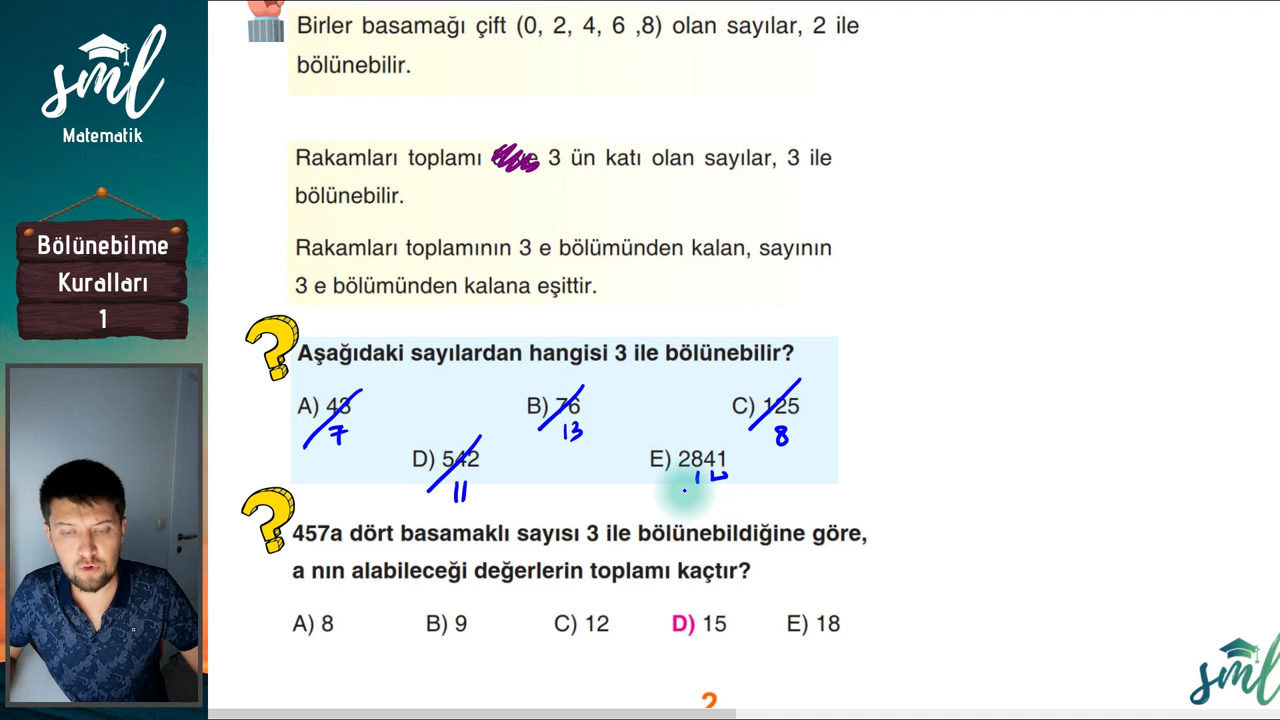 sml
Matematik
Bölünebilme
Kuralları
1
Birler basamağı çift (0, 2, 4, 6 ,8) olan sayılar, 2 ile
bölünebilir.
Rakamları toplamı 3 ün katı olan sayılar, 3 ile
bölünebilir.
Rakamları toplamının 3 e bölümünden kalan, sayının
3 e bölümünden kalana eşittir.
Aşağıdaki sayılardan hangisi 3 ile bölünebilir?
A) 43 B) 76 C) 125
7 13 8
D) 542 E) 2841
11
457a dört basamaklı sayısı 3 ile bölünebildiğine göre,
a nın alabileceği değerlerin toplamı kaçtır?
A) 8 B) 9 C) 12 D) 15 E) 18
2
sml